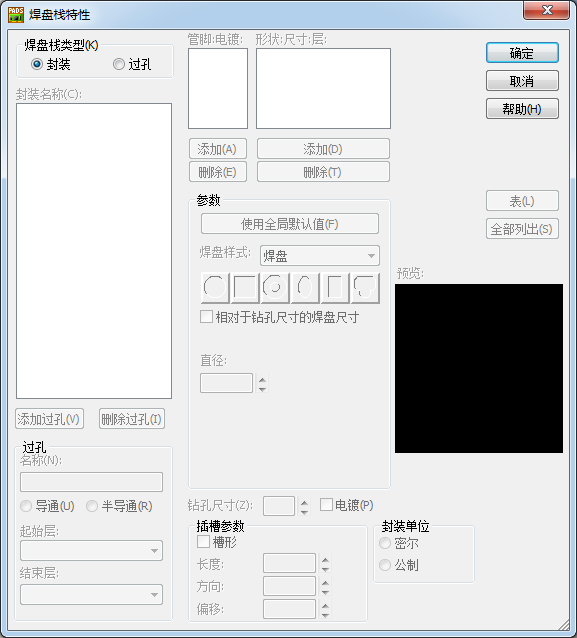 PADS 焊盘栈特性
焊盘栈类型(K)
封装 过孔
封装名称(C):
添加过孔(V) 删除过孔(I)
过孔
名称(N):
导通(U) 半导通(R)
起始层:
结束层:
管脚:电镀: 形状:尺寸:层:
添加(A) 添加(D)
删除(E) 删除(T)
参数
使用全局默认值(F)
焊盘样式: 焊盘
相对于钻孔尺寸的焊盘尺寸
直径:
钻孔尺寸(Z): 电镀(P)
插槽参数
槽形
长度:
方向:
偏移:
封装单位
密尔
公制
确定
取消
帮助(H)
表(L)
全部列出(S)
预览: